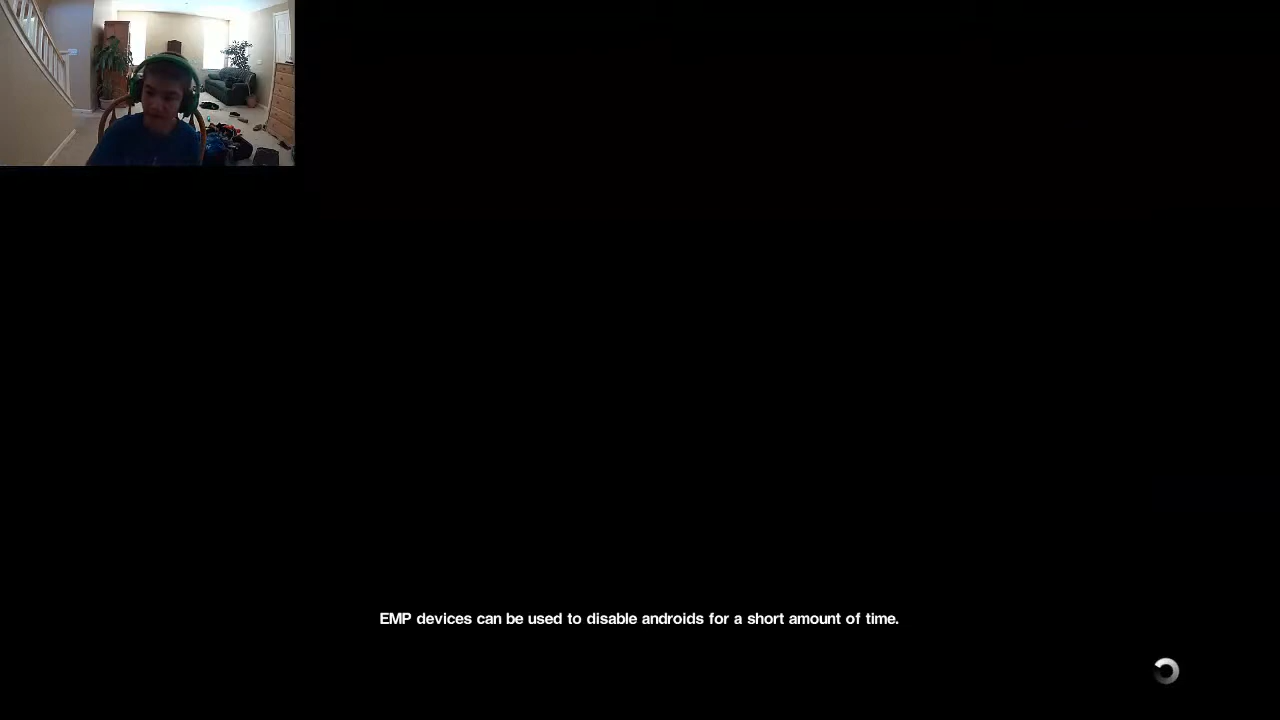 EMP devices can be used to disable androids for a short amount of time.